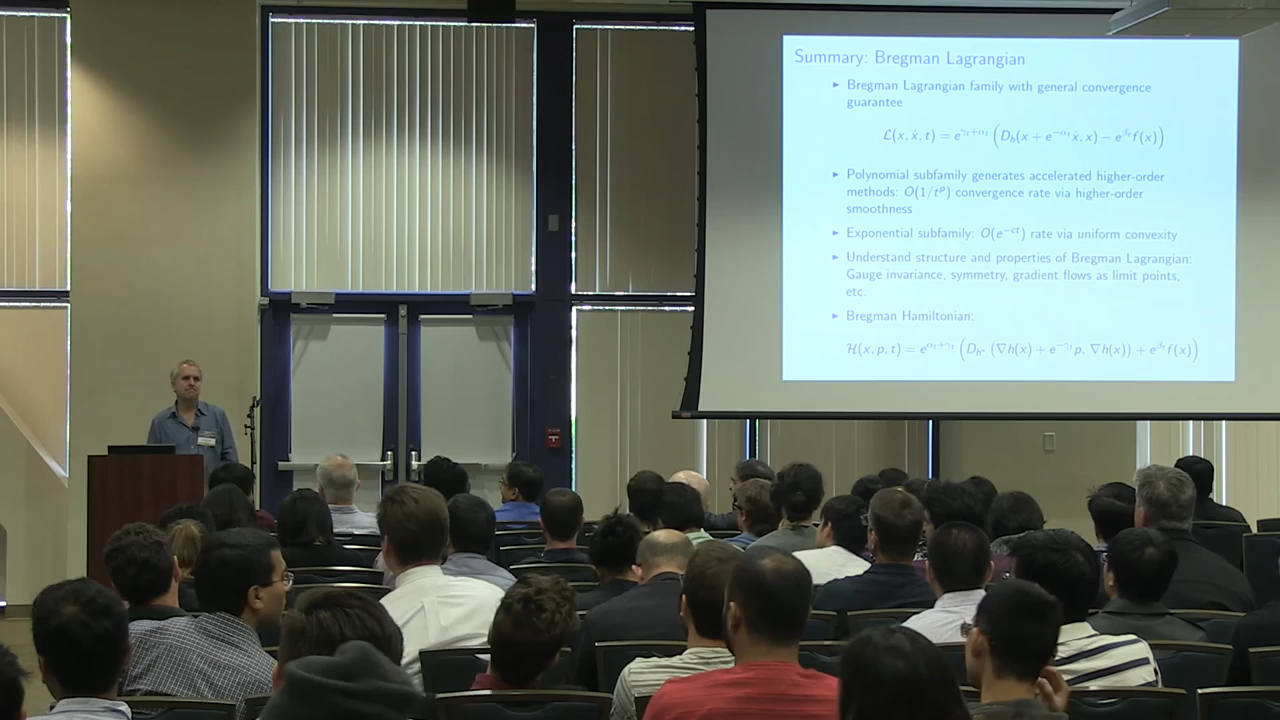 Summary: Bregman Lagrangian
▶ Bregman Lagrangian family with general convergence
guarantee
ℒ(x, ẋ, t) = e^{γ_t+α_t} (D_h(x + e^{−α_t}ẋ, x) − e^{β_t}f(x))
▶ Polynomial subfamily generates accelerated higher-order
methods: O(1/t^p) convergence rate via higher-order
smoothness
▶ Exponential subfamily: O(e^{−ct}) rate via uniform convexity
▶ Understand structure and properties of Bregman Lagrangian:
Gauge invariance, symmetry, gradient flows as limit points,
etc.
▶ Bregman Hamiltonian:
ℋ(x, p, t) = e^{α_t+γ_t} (D_{h*} (∇h(x) + e^{−γ_t}p, ∇h(x)) + e^{β_t}f(x))